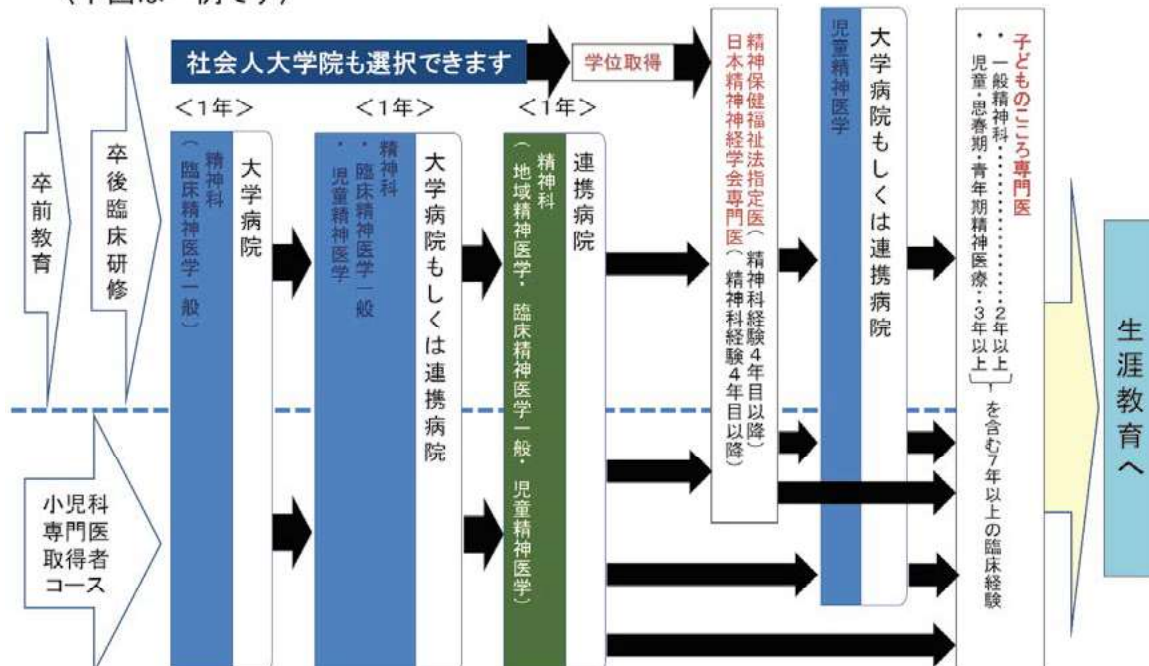 (下図は一例です)
社会人大学院も選択できます
学位取得
<1年>
<1年>
<1年>
卒前教育
卒後臨床研修
小児科
専門医
取得者
コース
大学病院
精神科
(臨床精神医学一般)
大学病院もしくは連携病院
精神科
・臨床精神医学一般
・児童精神医学
連携病院
精神科
(地域精神医学・臨床精神医学一般・児童精神医学)
精神保健福祉法指定医(精神科経験4年目以降)
日本精神神経学会専門医(精神科経験4年目以降)
大学病院もしくは連携病院
児童精神医学
子どものこころ専門医
・一般精神科・・・・・・・・・・・・・・・・2年以上
・児童・思春期・青年期精神医療・・3年以上
を含む7年以上の臨床経験
生涯教育へ